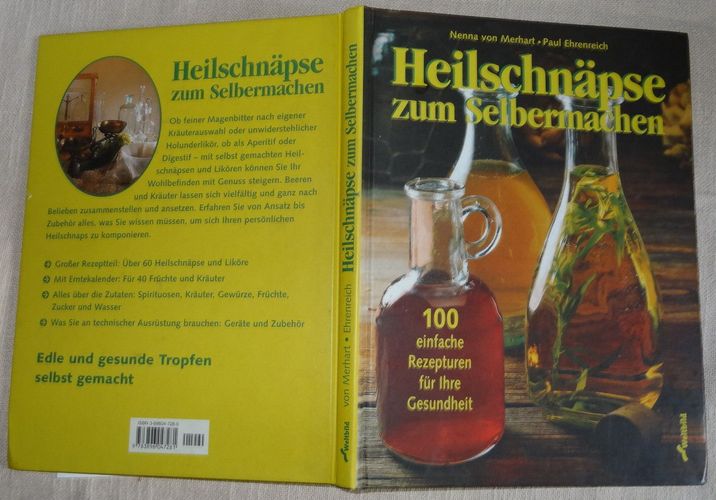 Heilschnäpse
zum Selbermachen
Ob feiner Magenbitter nach eigener
Kräuterauswahl oder unwiderstehlicher
Holunderlikör, ob als Aperitif oder
Digestif – mit selbst gemachten Heil-
schnäpsen und Likören können Sie Ihr
Wohlbefinden mit Genuss steigern. Beeren
und Kräuter lassen sich vielfältig und ganz nach
Belieben zusammenstellen und ansetzen. Erfahren Sie von Ansatz bis
Zubehör alles, was Sie wissen müssen, um sich Ihren persönlichen
Heilschnaps zu komponieren.
Großer Rezeptteil: Über 60 Heilschnäpse und Liköre
Mit Erntekalender: Für 40 Früchte und Kräuter
Alles über die Zutaten: Spirituosen, Kräuter, Gewürze, Früchte,
Zucker und Wasser
Was Sie an technischer Ausrüstung brauchen: Geräte und Zubehör
Edle und gesunde Tropfen
selbst gemacht
von Merhart • Ehrenreich Heilschnäpse zum Selbermachen
Nenna von Merhart • Paul Ehrenreich
Heilschnäpse
zum Selbermachen
100
einfache
Rezepturen
für Ihre
Gesundheit
Weltbild